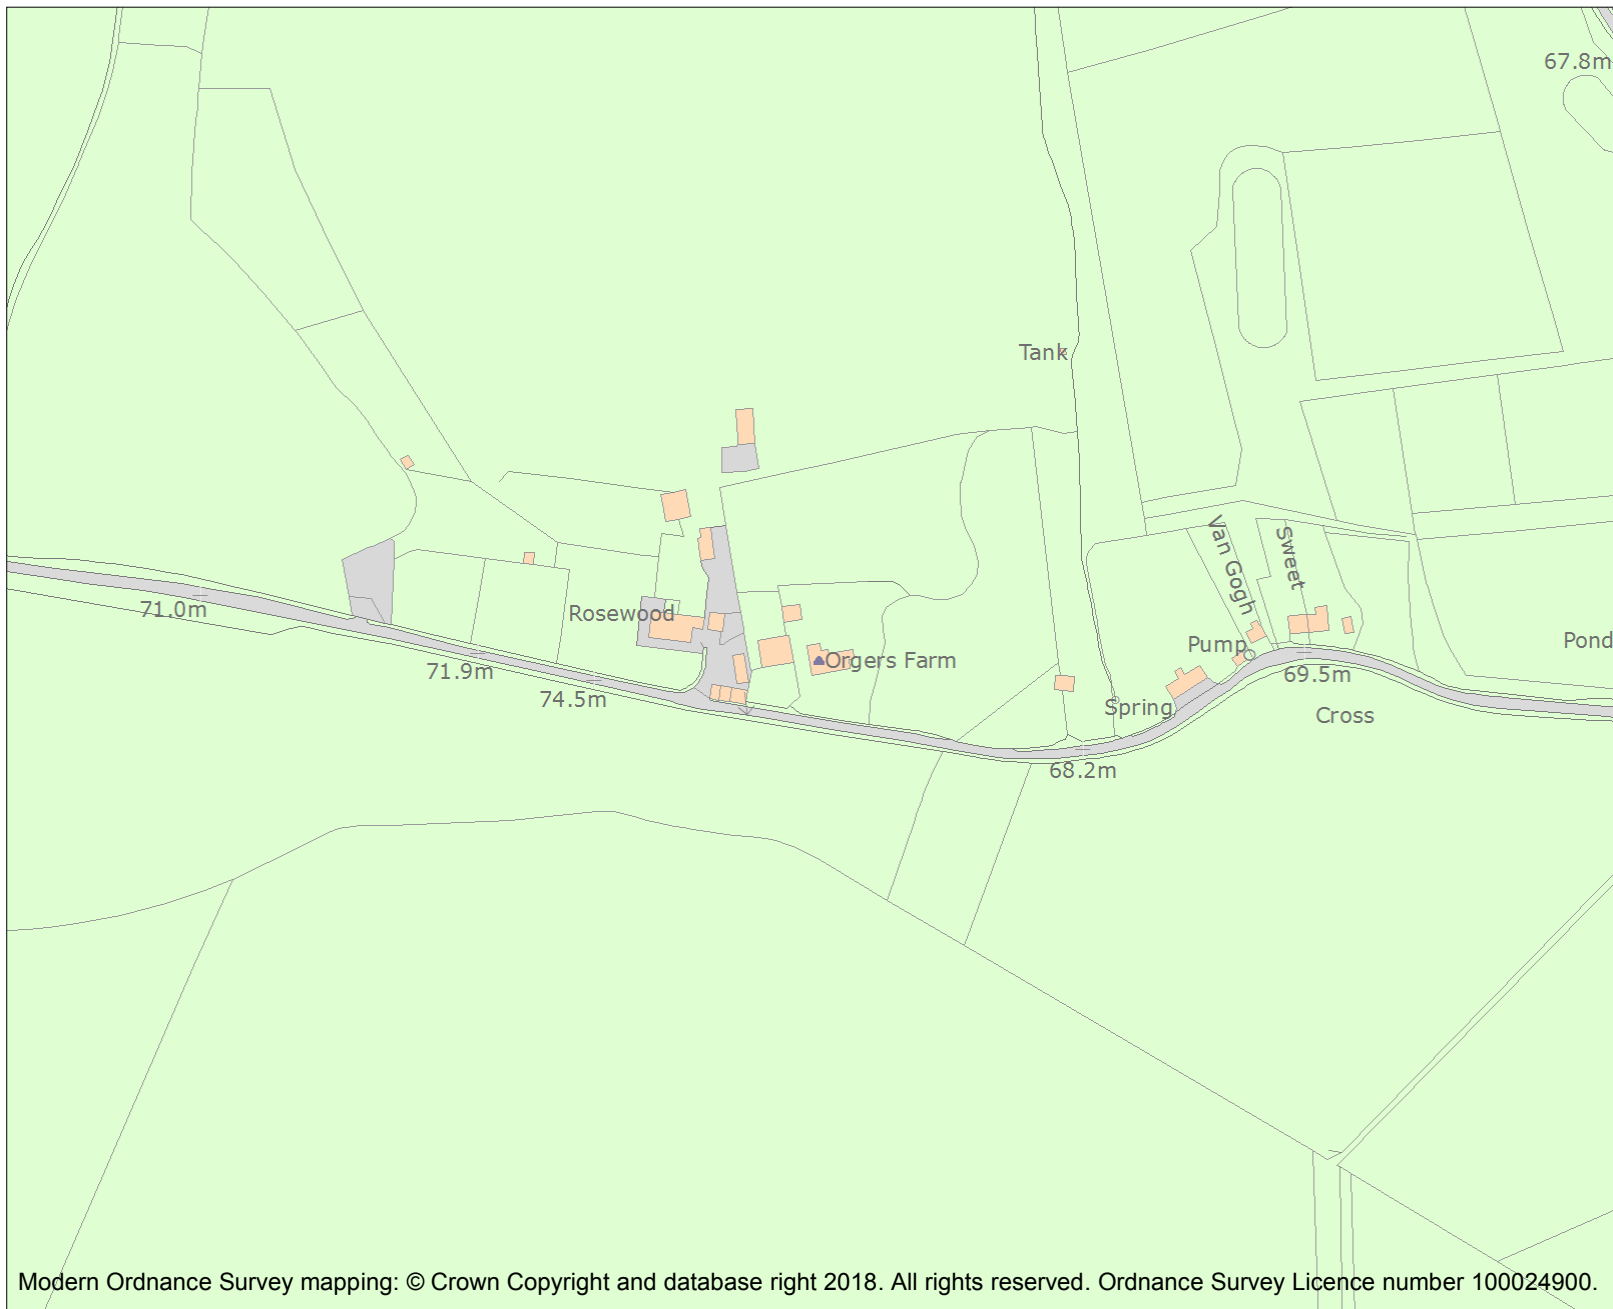 67.8m
Tank
Van Gogh
Sweet
Rosewood
71.0m
Pump
Pond
Orgers Farm
71.9m
69.5m
74.5m
Spring
Cross
68.2m
Modern Ordnance Survey mapping: © Crown Copyright and database right 2018. All rights reserved. Ordnance Survey Licence number 100024900.